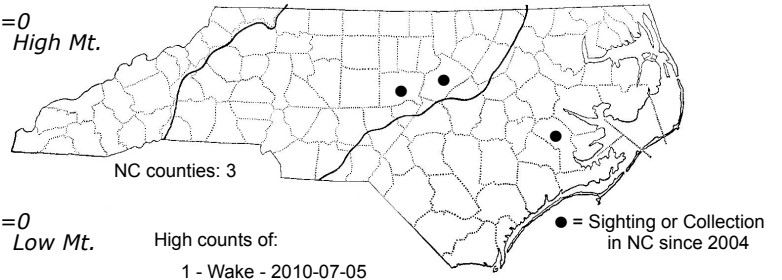 =0
High Mt.
NC counties: 3
=0
Low Mt.
High counts of:
1 - Wake - 2010-07-05
● = Sighting or Collection
in NC since 2004